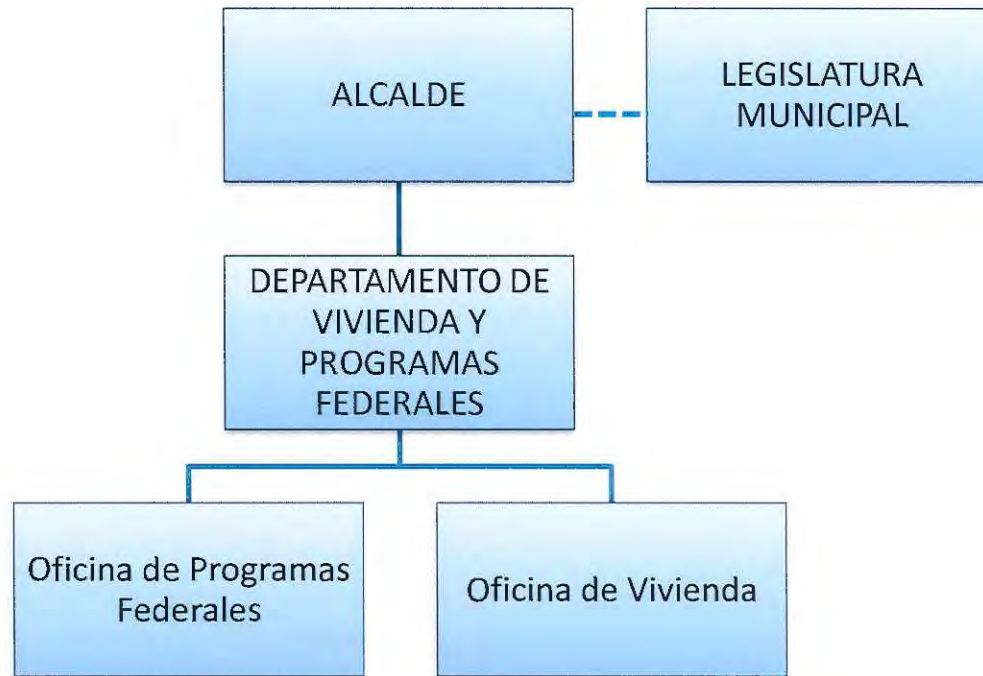 ALCALDE
LEGISLATURA
MUNICIPAL
DEPARTAMENTO DE
VIVIENDA Y
PROGRAMAS
FEDERALES
Oficina de Programas
Federales
Oficina de Vivienda